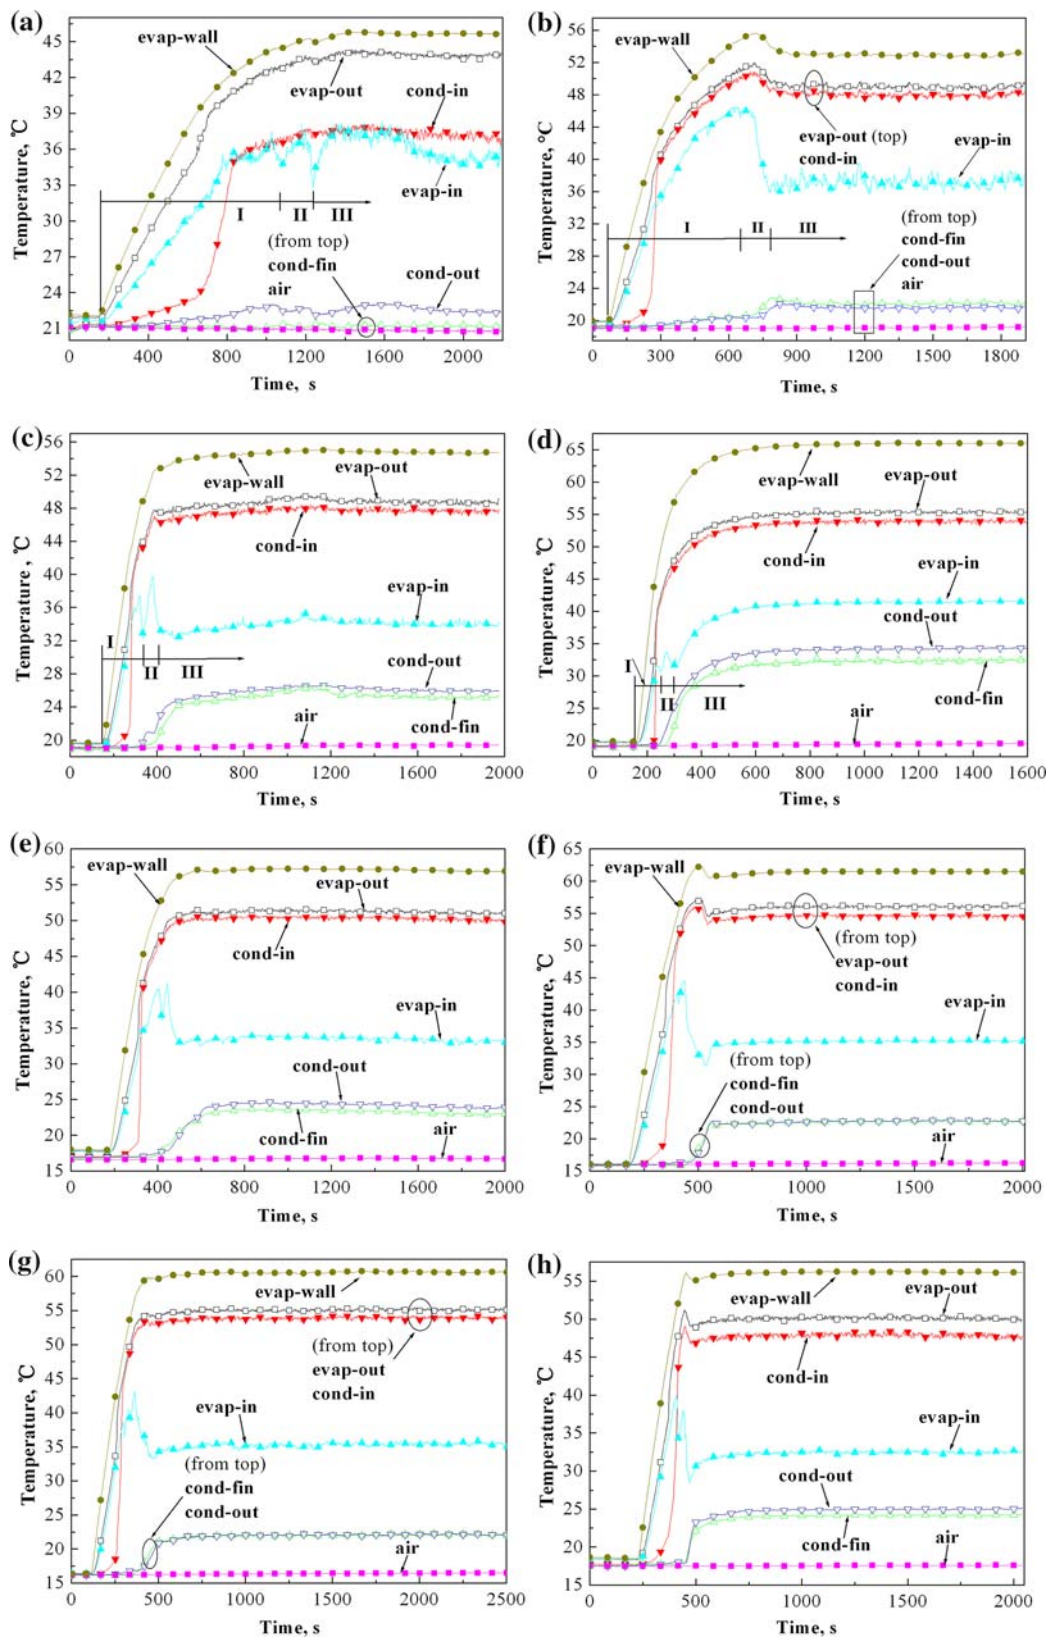 (a)
45
42
39
36
33
30
27
24
21
Temperature, ℃
evap-wall
evap-out
cond-in
evap-in
I
II
III
(from top)
cond-fin
air
cond-out
0
400
800
1200
1600
2000
Time, s
(b)
56
52
48
44
40
36
32
28
24
20
Temperature, °C
evap-wall
evap-out (top)
cond-in
evap-in
I
II
III
(from top)
cond-fin
cond-out
air
0
300
600
900
1200
1500
1800
Time, s
(c)
56
52
48
44
40
36
32
28
24
20
Temperature, ℃
evap-wall
evap-out
cond-in
evap-in
I
II
III
cond-out
air
cond-fin
0
400
800
1200
1600
2000
Time, s
(d)
65
60
55
50
45
40
35
30
25
20
Temperature, ℃
evap-wall
evap-out
cond-in
evap-in
cond-out
I
II
III
air
cond-fin
0
200
400
600
800
1000
1200
1400
1600
Time, s
(e)
60
55
50
45
40
35
30
25
20
15
Temperature, ℃
evap-wall
evap-out
cond-in
evap-in
cond-out
cond-fin
air
0
400
800
1200
1600
2000
Time, s
(f)
65
60
55
50
45
40
35
30
25
20
15
Temperature, ℃
evap-wall
(from top)
evap-out
cond-in
evap-in
(from top)
cond-fin
cond-out
air
0
500
1000
1500
2000
Time, s
(g)
60
55
50
45
40
35
30
25
20
15
Temperature, ℃
evap-wall
(from top)
evap-out
cond-in
evap-in
(from top)
cond-fin
cond-out
air
0
500
1000
1500
2000
2500
Time, s
(h)
55
50
45
40
35
30
25
20
15
Temperature, ℃
evap-wall
evap-out
cond-in
evap-in
cond-out
cond-fin
air
0
500
1000
1500
2000
Time, s